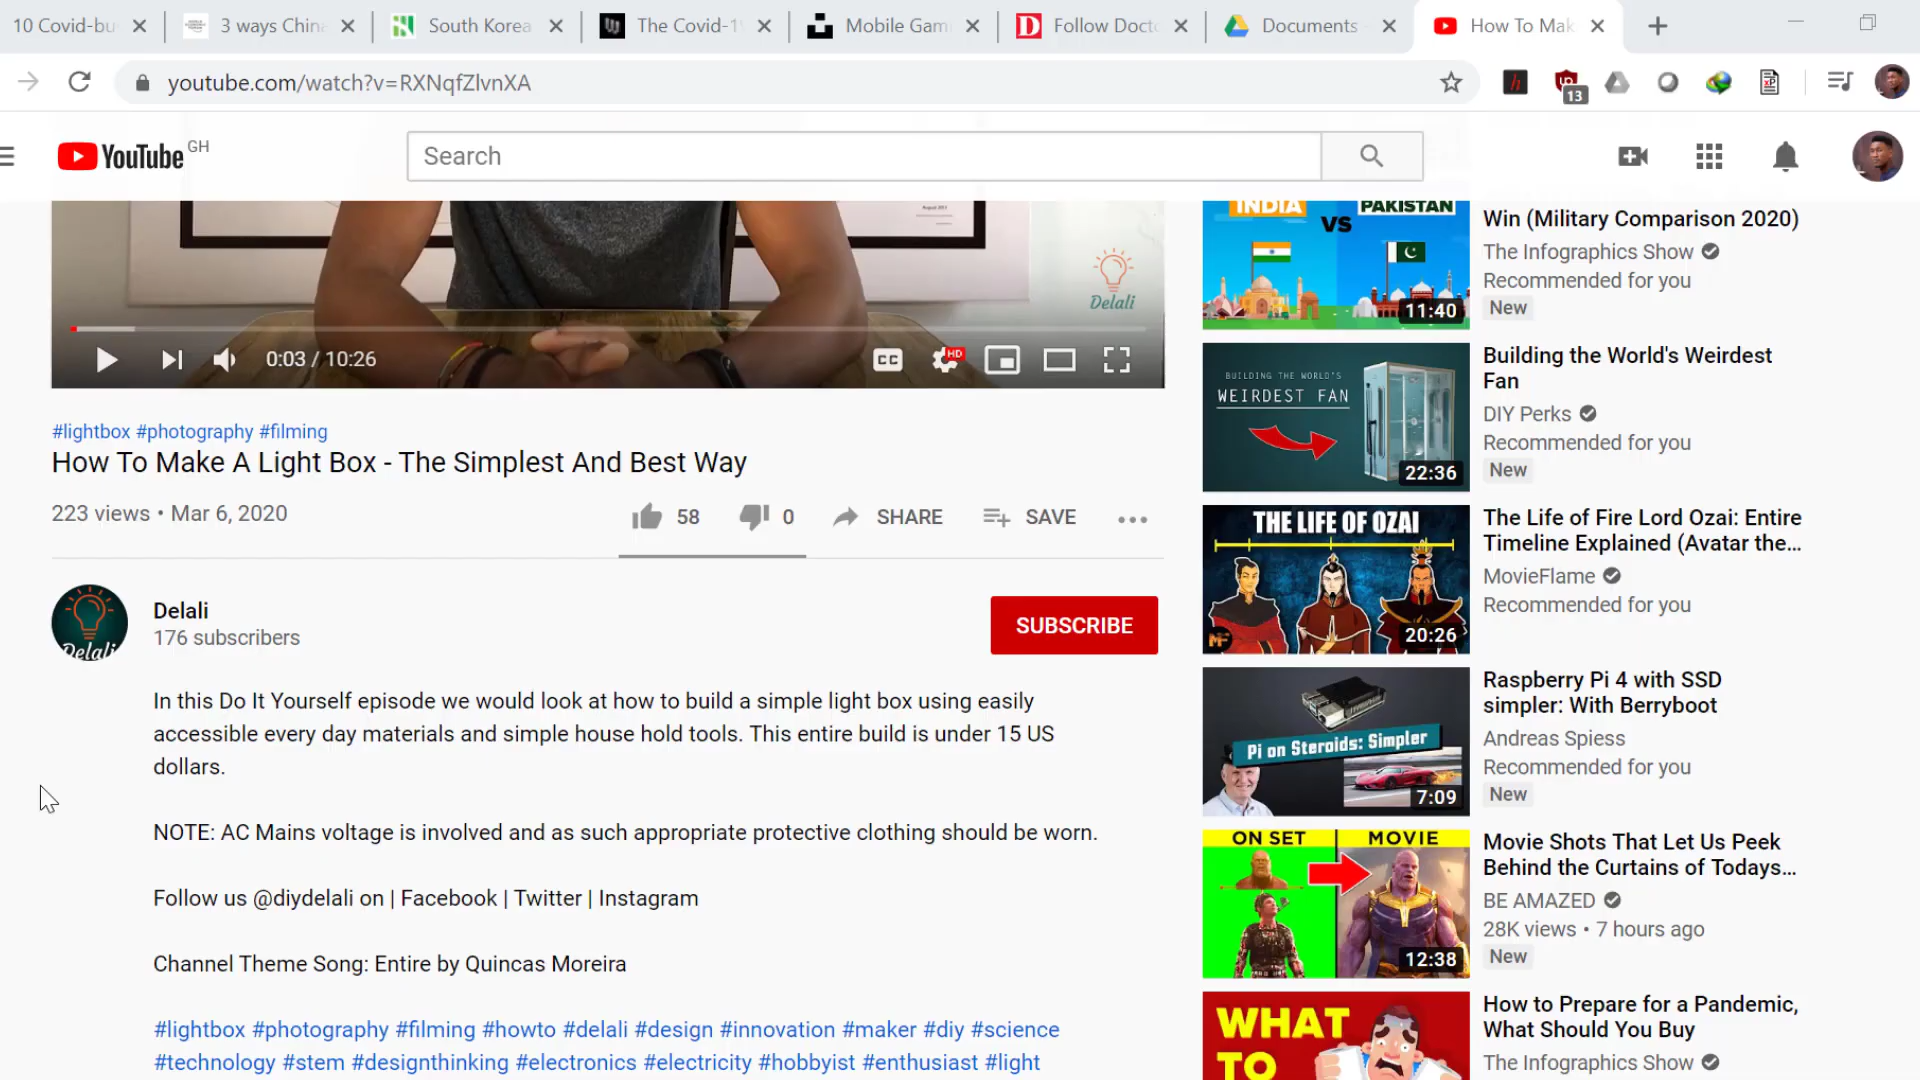 10 Covid-bu
3 ways China
South Korea
The Covid-1
Mobile Gam
Follow Docto
Documents
How To Mak
youtube.com/watch?v=RXNqfZlvnXA
13
YouTube GH
Search
August 2015
Delali
0:03 / 10:26
CC
HD
#lightbox #photography #filming
How To Make A Light Box - The Simplest And Best Way
223 views • Mar 6, 2020
58
0
SHARE
SAVE
Delali
Delali
176 subscribers
SUBSCRIBE
In this Do It Yourself episode we would look at how to build a simple light box using easily
accessible every day materials and simple house hold tools. This entire build is under 15 US
dollars.
NOTE: AC Mains voltage is involved and as such appropriate protective clothing should be worn.
Follow us @diydelali on | Facebook | Twitter | Instagram
Channel Theme Song: Entire by Quincas Moreira
#lightbox #photography #filming #howto #delali #design #innovation #maker #diy #science
#technology #stem #designthinking #electronics #electricity #hobbyist #enthusiast #light
INDIA
VS
PAKISTAN
11:40
Win (Military Comparison 2020)
The Infographics Show
Recommended for you
New
BUILDING THE WORLD'S
WEIRDEST FAN
22:36
Building the World's Weirdest
Fan
DIY Perks
Recommended for you
New
THE LIFE OF OZAI
MF
20:26
The Life of Fire Lord Ozai: Entire
Timeline Explained (Avatar the...
MovieFlame
Recommended for you
Pi on Steroids: Simpler
7:09
Raspberry Pi 4 with SSD
simpler: With Berryboot
Andreas Spiess
Recommended for you
New
ON SET
MOVIE
12:38
Movie Shots That Let Us Peek
Behind the Curtains of Todays...
BE AMAZED
28K views • 7 hours ago
New
WHAT
TO
How to Prepare for a Pandemic,
What Should You Buy
The Infographics Show